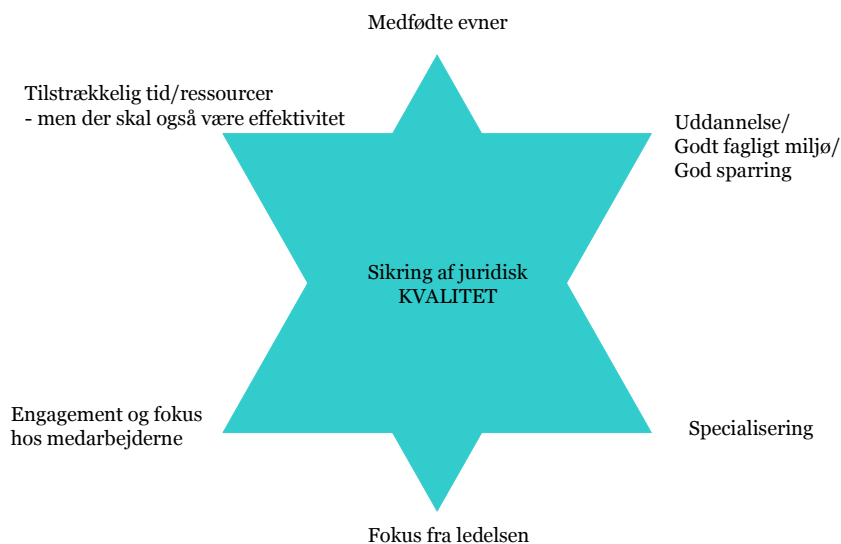 Medfødte evner
Tilstrækkelig tid/ressourcer
- men der skal også være effektivitet
Uddannelse/
Godt fagligt miljø/
God sparring
Sikring af juridisk
KVALITET
Engagement og fokus
hos medarbejderne
Specialisering
Fokus fra ledelsen